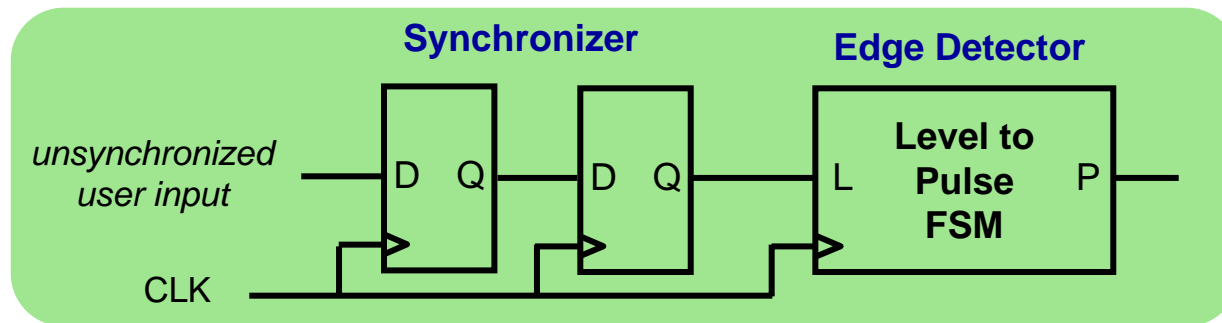 Synchronizer
Edge Detector
unsynchronized
user input
D Q
D Q
L
Level to
Pulse
FSM
P
CLK